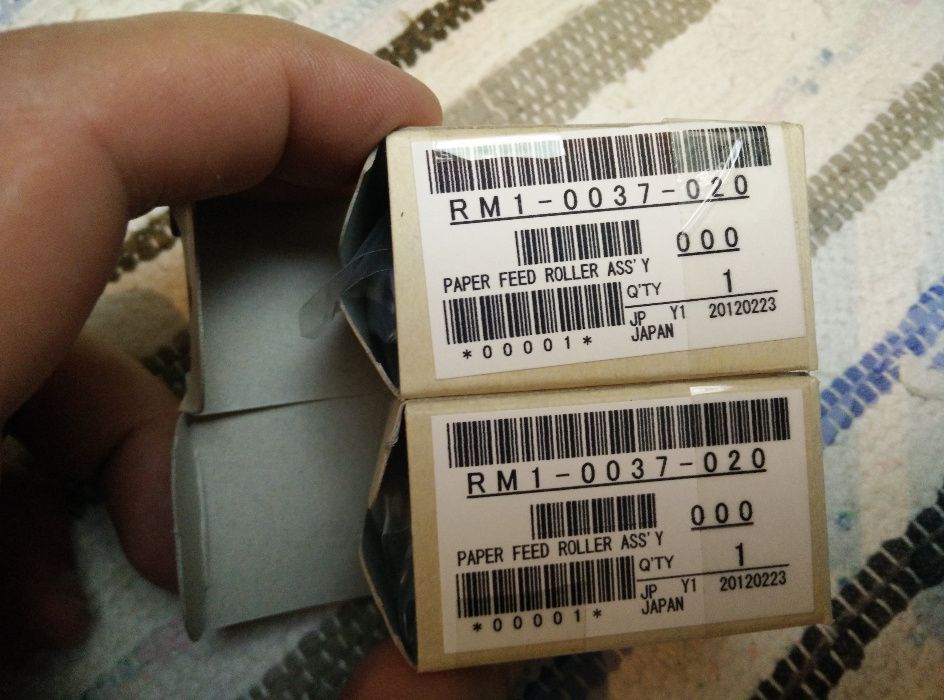 RM1-0037-020
000
PAPER FEED ROLLER ASS'Y
Q'TY 1
JP Y1 20120223
JAPAN
*00001*
RM1-0037-020
000
PAPER FEED ROLLER ASS'Y
Q'TY 1
JP Y1 20120223
JAPAN
*00001*